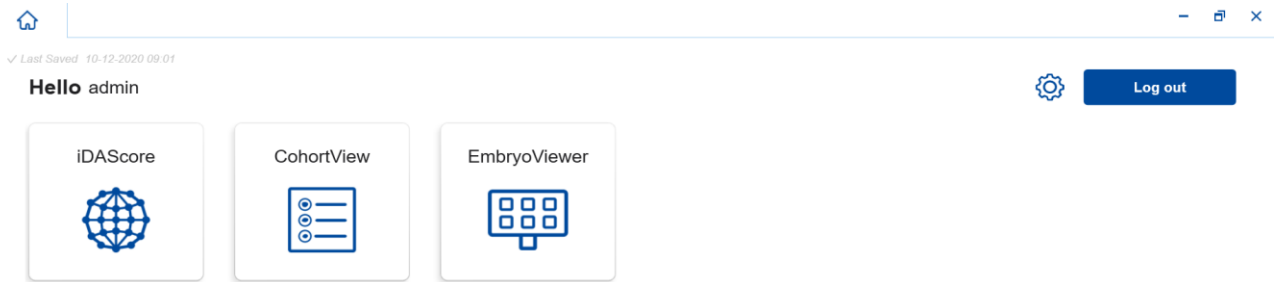 Last Saved 10-12-2020 09:01
Hello admin
Log out
iDAScore
CohortView
EmbryoViewer